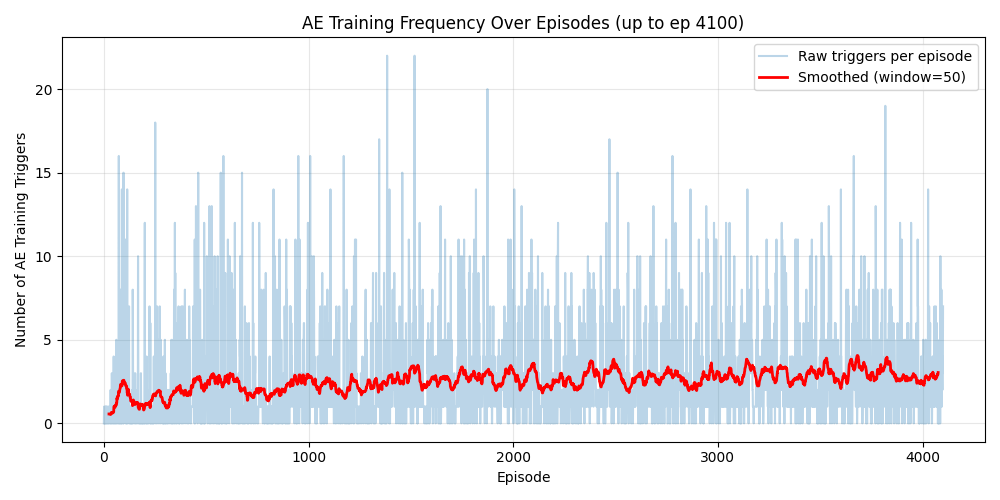 AE Training Frequency Over Episodes (up to ep 4100)
Raw triggers per episode
Smoothed (window=50)
Number of AE Training Triggers
20
15
10
5
0
0 1000 2000 3000 4000
Episode